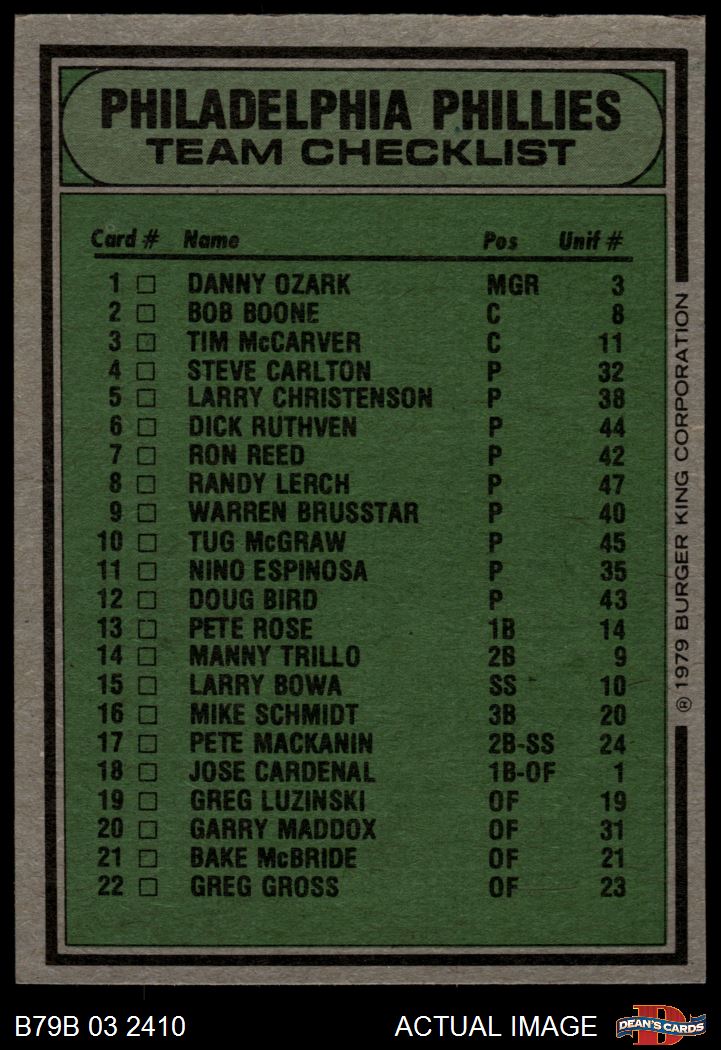 PHILADELPHIA PHILLIES
TEAM CHECKLIST
Card # Name Pos Unif #
1 □ DANNY OZARK MGR 3
2 □ BOB BOONE C 8
3 □ TIM McCARVER C 11
4 □ STEVE CARLTON P 32
5 □ LARRY CHRISTENSON P 38
6 □ DICK RUTHVEN P 44
7 □ RON REED P 42
8 □ RANDY LERCH P 47
9 □ WARREN BRUSSTAR P 40
10 □ TUG McGRAW P 45
11 □ NINO ESPINOSA P 35
12 □ DOUG BIRD P 43
13 □ PETE ROSE 1B 14
14 □ MANNY TRILLO 2B 9
15 □ LARRY BOWA SS 10
16 □ MIKE SCHMIDT 3B 20
17 □ PETE MACKANIN 2B-SS 24
18 □ JOSE CARDENAL 1B-OF 1
19 □ GREG LUZINSKI OF 19
20 □ GARRY MADDOX OF 31
21 □ BAKE McBRIDE OF 21
22 □ GREG GROSS OF 23
® 1979 BURGER KING CORPORATION
B79B 03 2410 ACTUAL IMAGE
D
DEAN'S CARDS